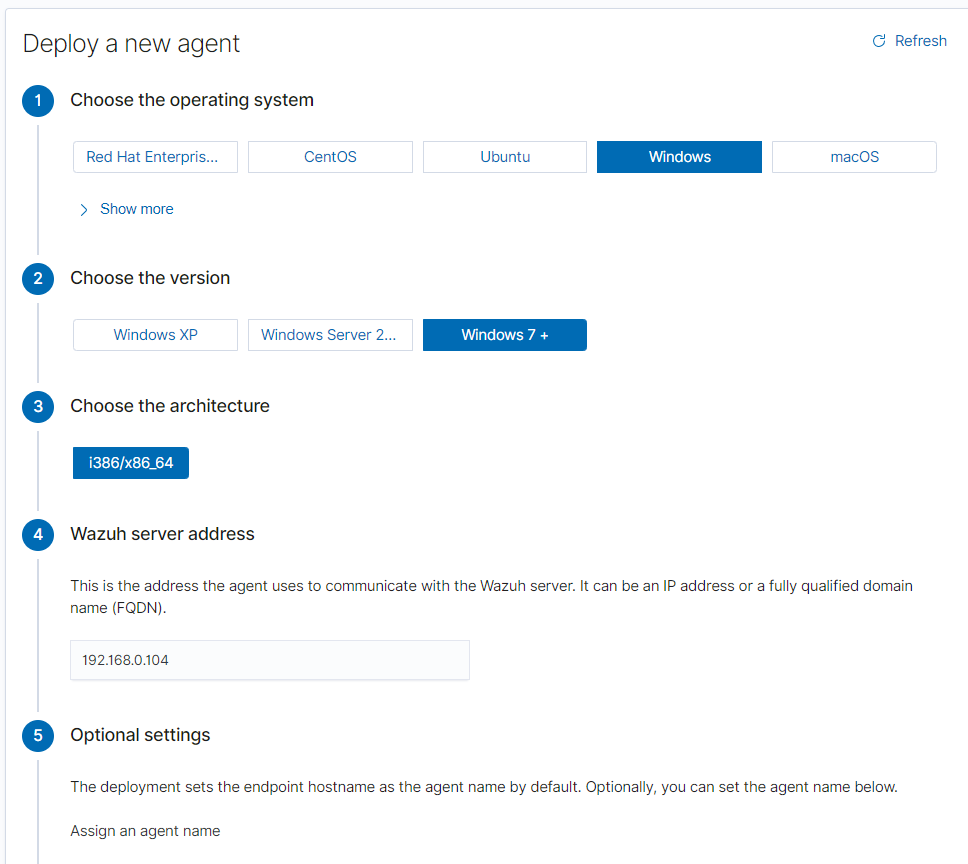 Deploy a new agent
Refresh
1 Choose the operating system
Red Hat Enterpris... CentOS Ubuntu Windows macOS
Show more
2 Choose the version
Windows XP Windows Server 2... Windows 7 +
3 Choose the architecture
i386/x86_64
4 Wazuh server address
This is the address the agent uses to communicate with the Wazuh server. It can be an IP address or a fully qualified domain
name (FQDN).
192.168.0.104
5 Optional settings
The deployment sets the endpoint hostname as the agent name by default. Optionally, you can set the agent name below.
Assign an agent name